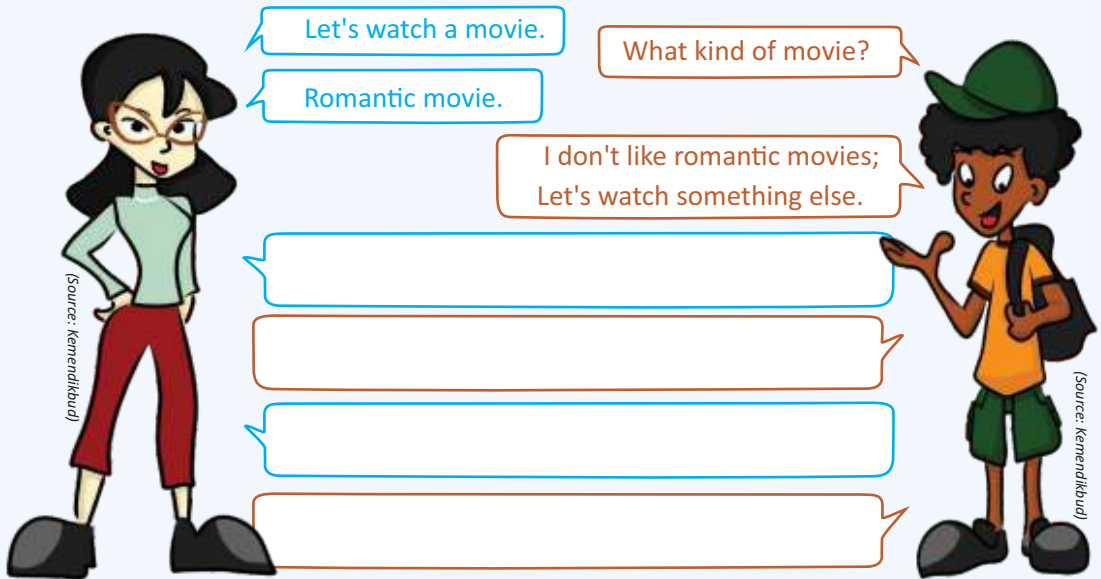 Let's watch a movie.
What kind of movie?
Romantic movie.
I don't like romantic movies;
Let's watch something else.
(Source: Kemendikbud)
(Source: Kemendikbud)